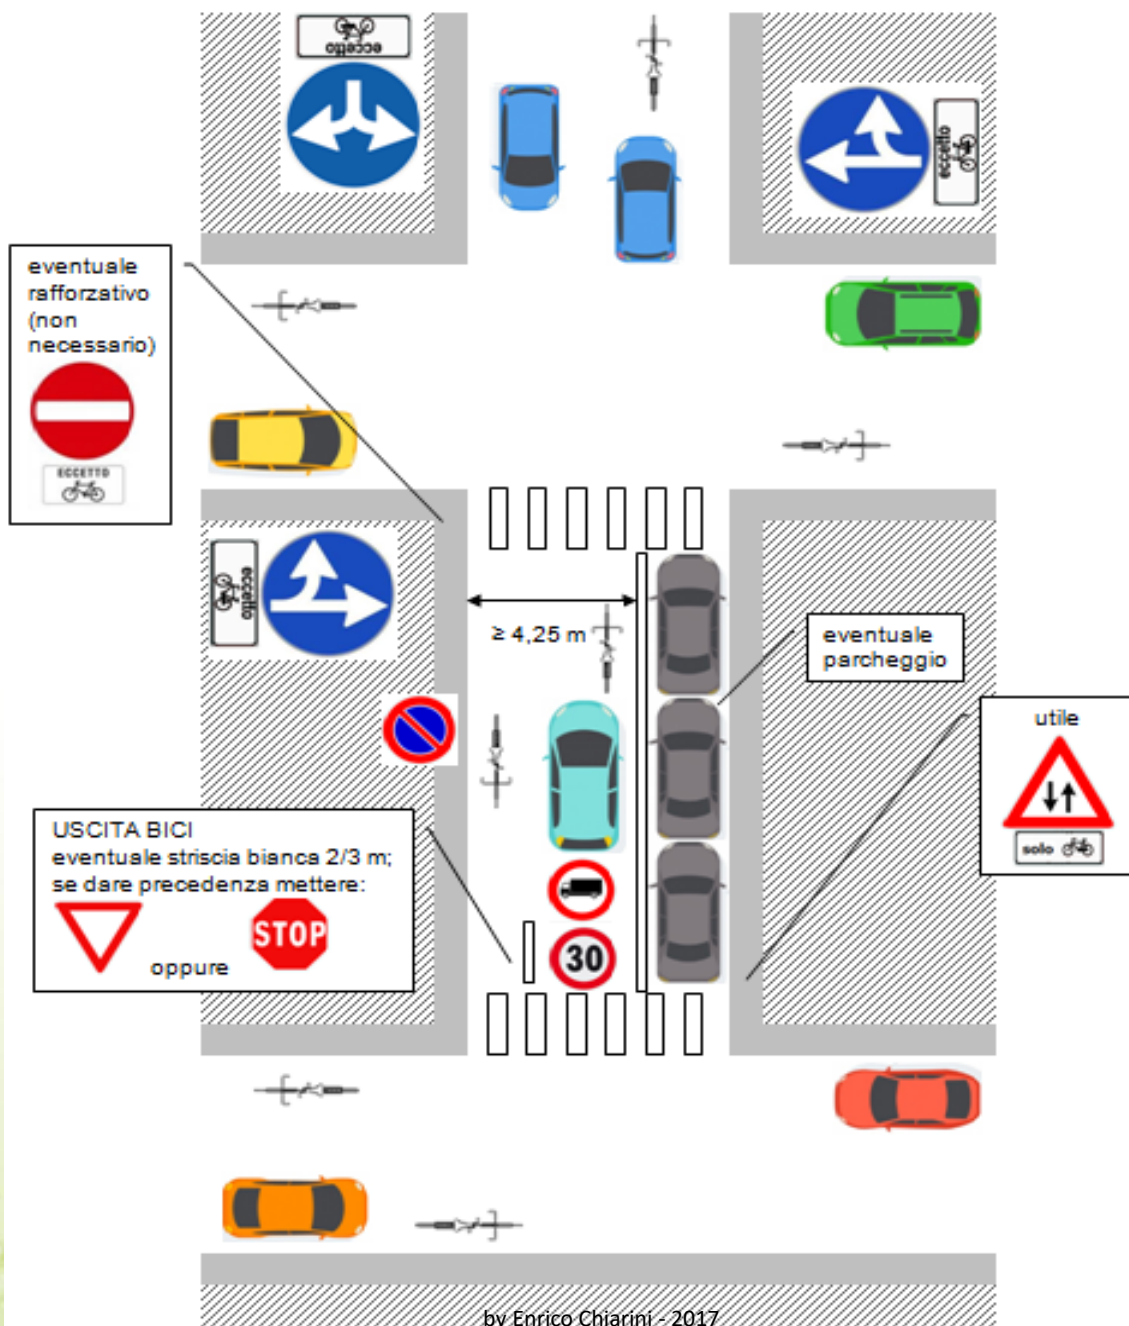 eccetto
eccetto
eventuale
rafforzativo
(non
necessario)
ECCETTO
eccetto
≥ 4,25 m
eventuale
parcheggio
utile
solo
USCITA BICI
eventuale striscia bianca 2/3 m;
se dare precedenza mettere:
STOP
oppure
30
by Enrico Chiarini - 2017